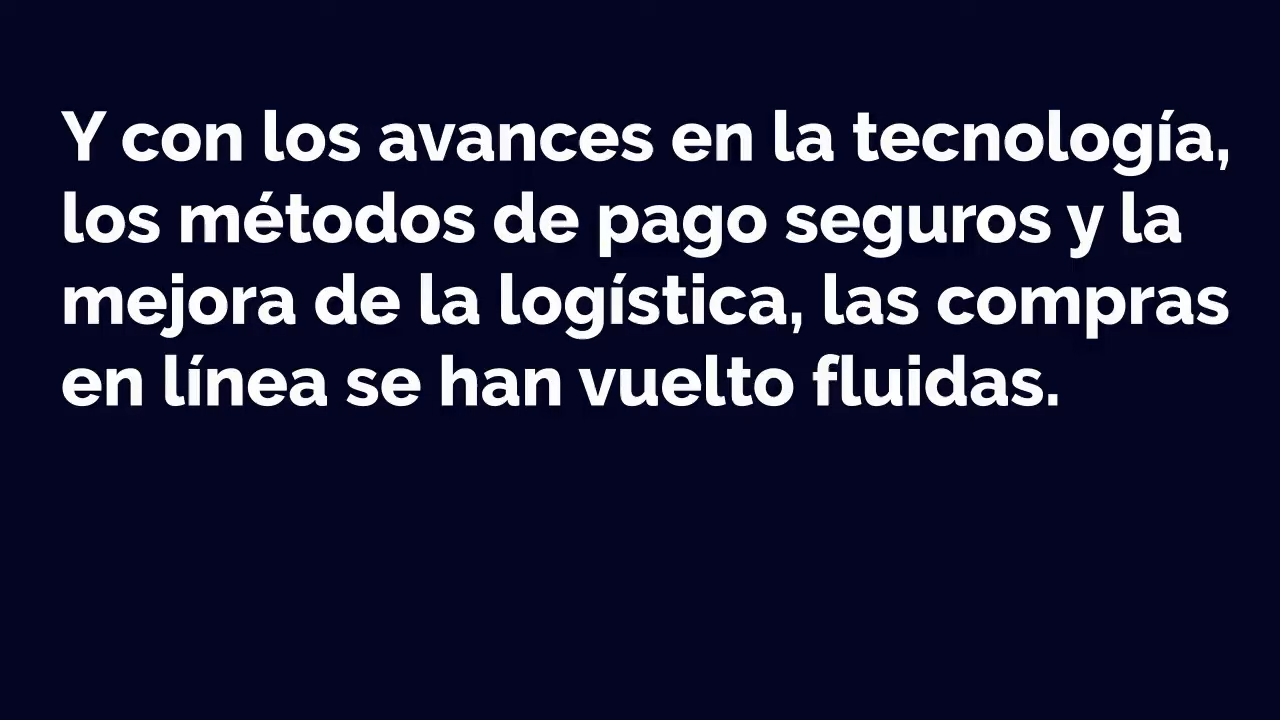 Y con los avances en la tecnología,
los métodos de pago seguros y la
mejora de la logística, las compras
en línea se han vuelto fluidas.